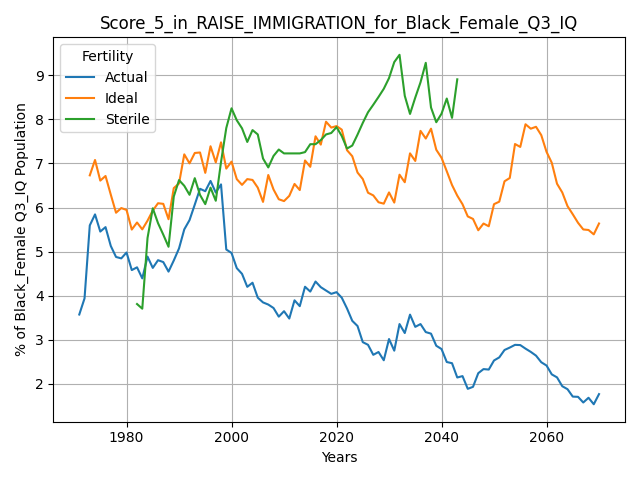 Score_5_in_RAISE_IMMIGRATION_for_Black_Female_Q3_IQ
Fertility
Actual
Ideal
Sterile
% of Black_Female Q3_IQ Population
9
8
7
6
5
4
3
2
1980
2000
2020
2040
2060
Years